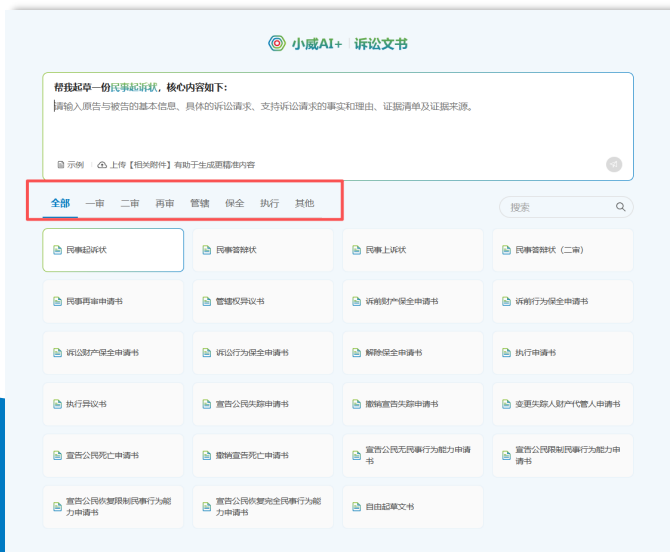 小威AI+ 诉讼文书
帮我起草一份民事起诉状，核心内容如下：
请输入原告与被告的基本信息、具体的诉讼请求、支持诉讼请求的事实和理由、证据清单及证据来源。
示例 上传【相关附件】有助于生成更精准内容
全部 一审 二审 再审 管辖 保全 执行 其他 搜索
民事起诉状 民事答辩状 民事上诉状 民事答辩状（二审）
民事再审申请书 管辖权异议书 诉前财产保全申请书 诉前行为保全申请书
诉讼财产保全申请书 诉讼行为保全申请书 解除保全申请书 执行申请书
执行异议书 宣告公民失踪申请书 撤销宣告失踪申请书 变更失踪人财产代管人申请书
宣告公民死亡申请书 撤销宣告死亡申请书 宣告公民无民事行为能力申请
书
宣告公民限制民事行为能力申
请书
宣告公民恢复限制民事行为能
力申请书
宣告公民恢复完全民事行为能
力申请书
自由起草文书